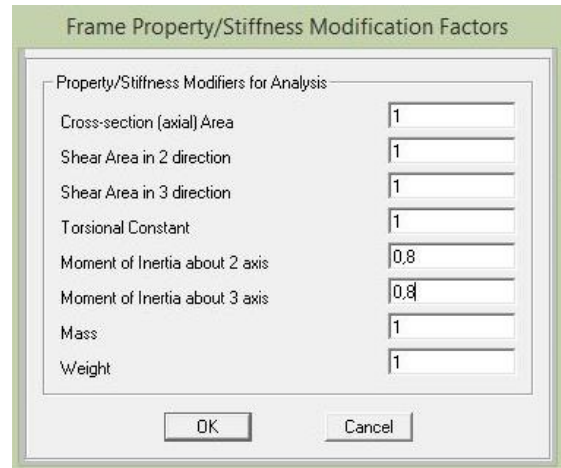 Frame Property/Stiffness Modification Factors
Property/Stiffness Modifiers for Analysis
Cross-section (axial) Area 1
Shear Area in 2 direction 1
Shear Area in 3 direction 1
Torsional Constant 1
Moment of Inertia about 2 axis 0,8
Moment of Inertia about 3 axis 0,8
Mass 1
Weight 1
OK Cancel